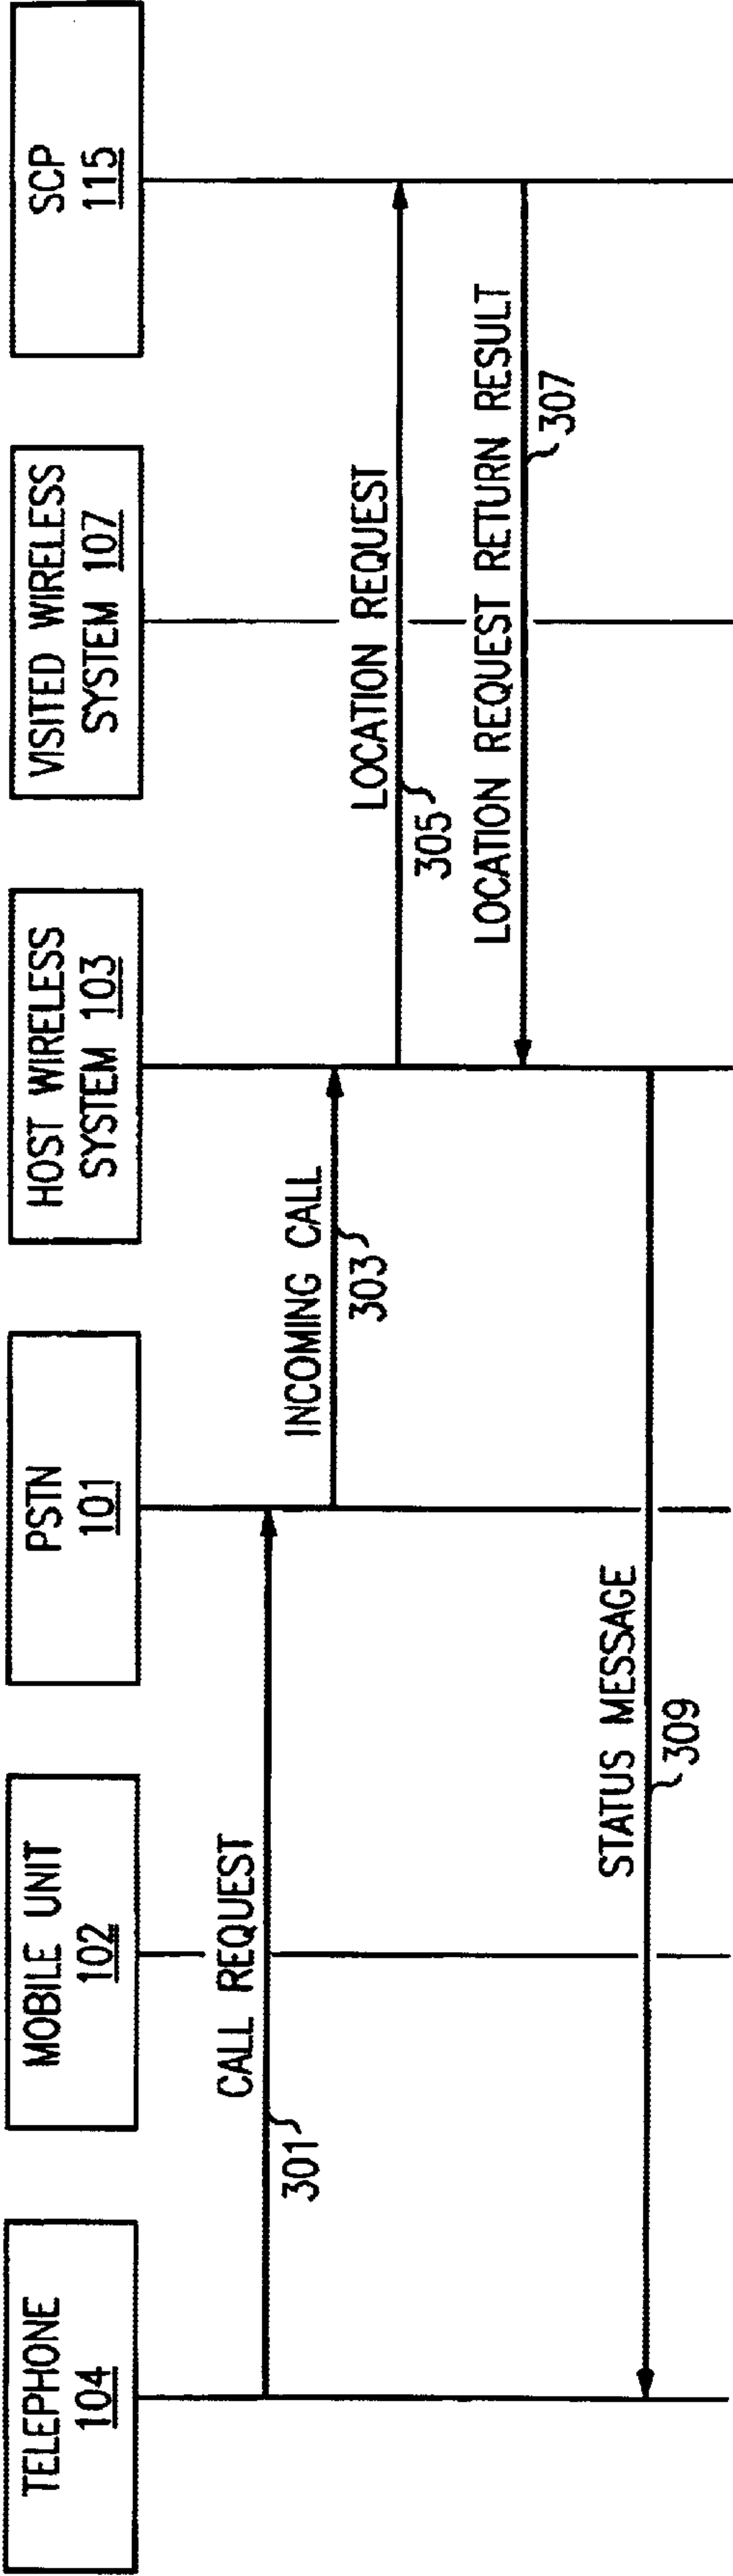 TELEPHONE
104
MOBILE UNIT
102
PSTN
101
HOST WIRELESS
SYSTEM 103
VISITED WIRELESS
SYSTEM 107
SCP
115
CALL REQUEST
301
INCOMING CALL
303
LOCATION REQUEST
305
LOCATION REQUEST RETURN RESULT
307
STATUS MESSAGE
309